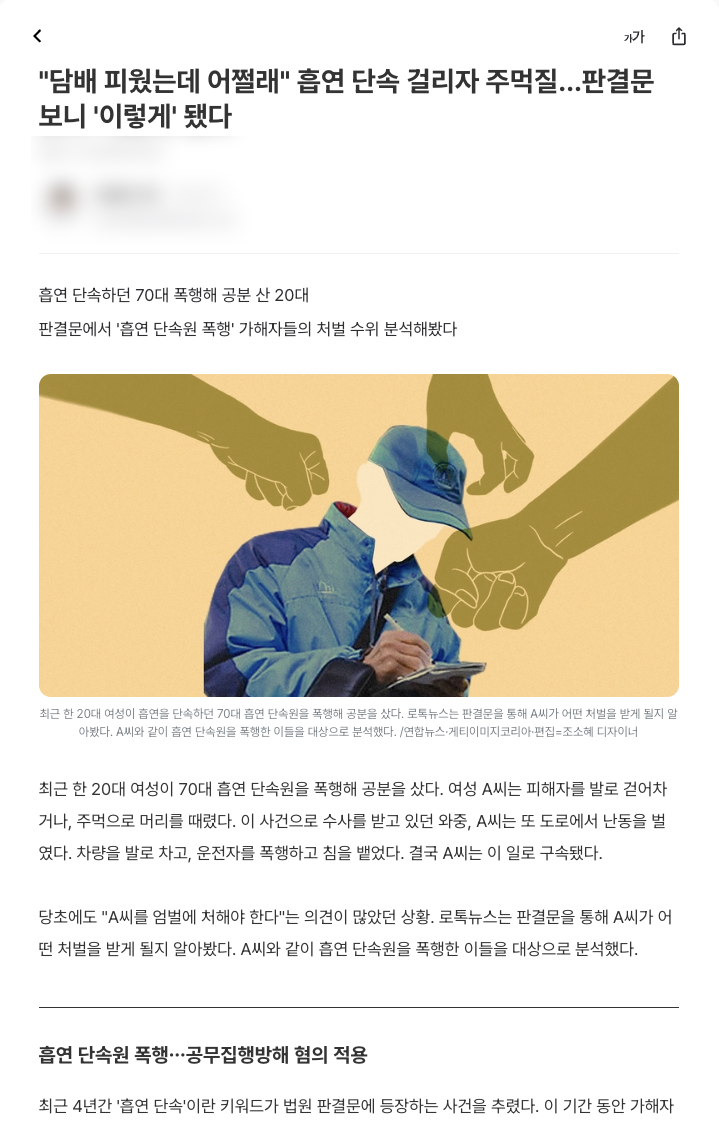 가가
"담배 피웠는데 어쩔래" 흡연 단속 걸리자 주먹질…판결문
보니 '이렇게' 됐다
흡연 단속하던 70대 폭행해 공분 산 20대
판결문에서 '흡연 단속원 폭행' 가해자들의 처벌 수위 분석해봤다
최근 한 20대 여성이 흡연을 단속하던 70대 흡연 단속원을 폭행해 공분을 샀다. 로톡뉴스는 판결문을 통해 A씨가 어떤 처벌을 받게 될지 알
아봤다. A씨와 같이 흡연 단속원을 폭행한 이들을 대상으로 분석했다. /연합뉴스·게티이미지코리아·편집=조소혜 디자이너
최근 한 20대 여성이 70대 흡연 단속원을 폭행해 공분을 샀다. 여성 A씨는 피해자를 발로 걷어차
거나, 주먹으로 머리를 때렸다. 이 사건으로 수사를 받고 있던 와중, A씨는 또 도로에서 난동을 벌
였다. 차량을 발로 차고, 운전자를 폭행하고 침을 뱉었다. 결국 A씨는 이 일로 구속됐다.
당초에도 "A씨를 엄벌에 처해야 한다"는 의견이 많았던 상황. 로톡뉴스는 판결문을 통해 A씨가 어
떤 처벌을 받게 될지 알아봤다. A씨와 같이 흡연 단속원을 폭행한 이들을 대상으로 분석했다.
흡연 단속원 폭행…공무집행방해 혐의 적용
최근 4년간 '흡연 단속'이란 키워드가 법원 판결문에 등장하는 사건을 추렸다. 이 기간 동안 가해자